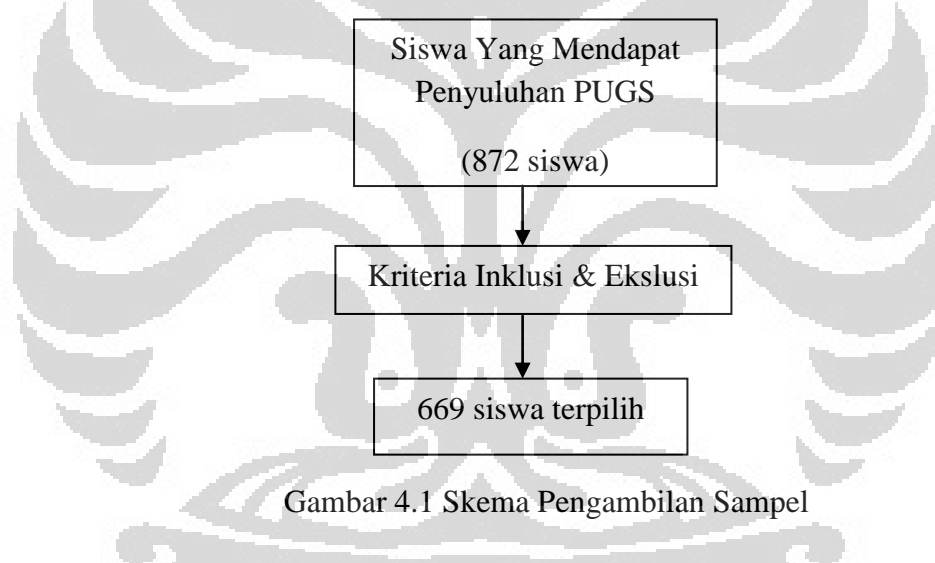 Siswa Yang Mendapat
Penyuluhan PUGS
(872 siswa)
Kriteria Inklusi & Ekslusi
669 siswa terpilih
Gambar 4.1 Skema Pengambilan Sampel